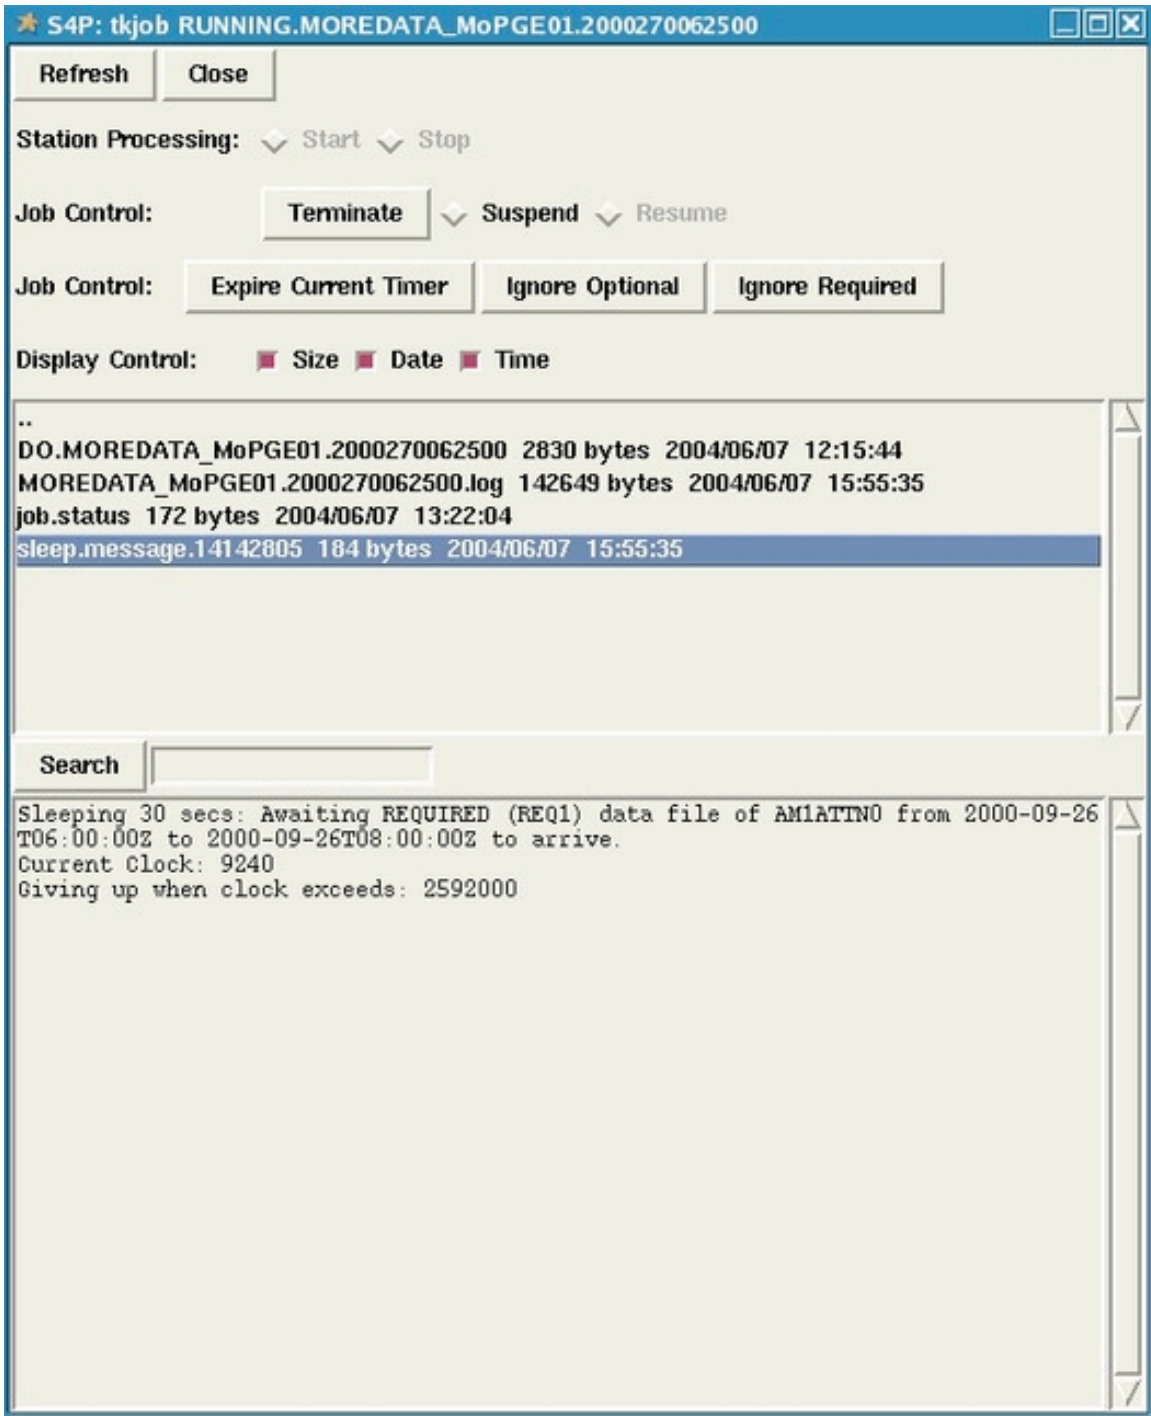 S4P: tkjob RUNNING.MOREDATA_MoPGE01.2000270062500
Refresh Close
Station Processing: Start Stop
Job Control: Terminate Suspend Resume
Job Control: Expire Current Timer Ignore Optional Ignore Required
Display Control: Size Date Time
..
DO.MOREDATA_MoPGE01.2000270062500 2830 bytes 2004/06/07 12:15:44
MOREDATA_MoPGE01.2000270062500.log 142649 bytes 2004/06/07 15:55:35
job.status 172 bytes 2004/06/07 13:22:04
sleep.message.14142805 184 bytes 2004/06/07 15:55:35
Search
Sleeping 30 secs: Awaiting REQUIRED (REQ1) data file of AM1ATTN0 from 2000-09-26
T06:00:00Z to 2000-09-26T08:00:00Z to arrive.
Current Clock: 9240
Giving up when clock exceeds: 2592000